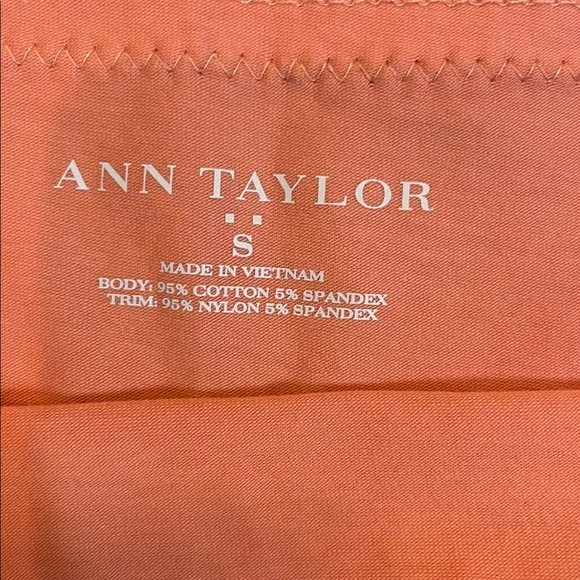 ANN TAYLOR
S
MADE IN VIETNAM
BODY: 95% COTTON 5% SPANDEX
TRIM: 95% NYLON 5% SPANDEX